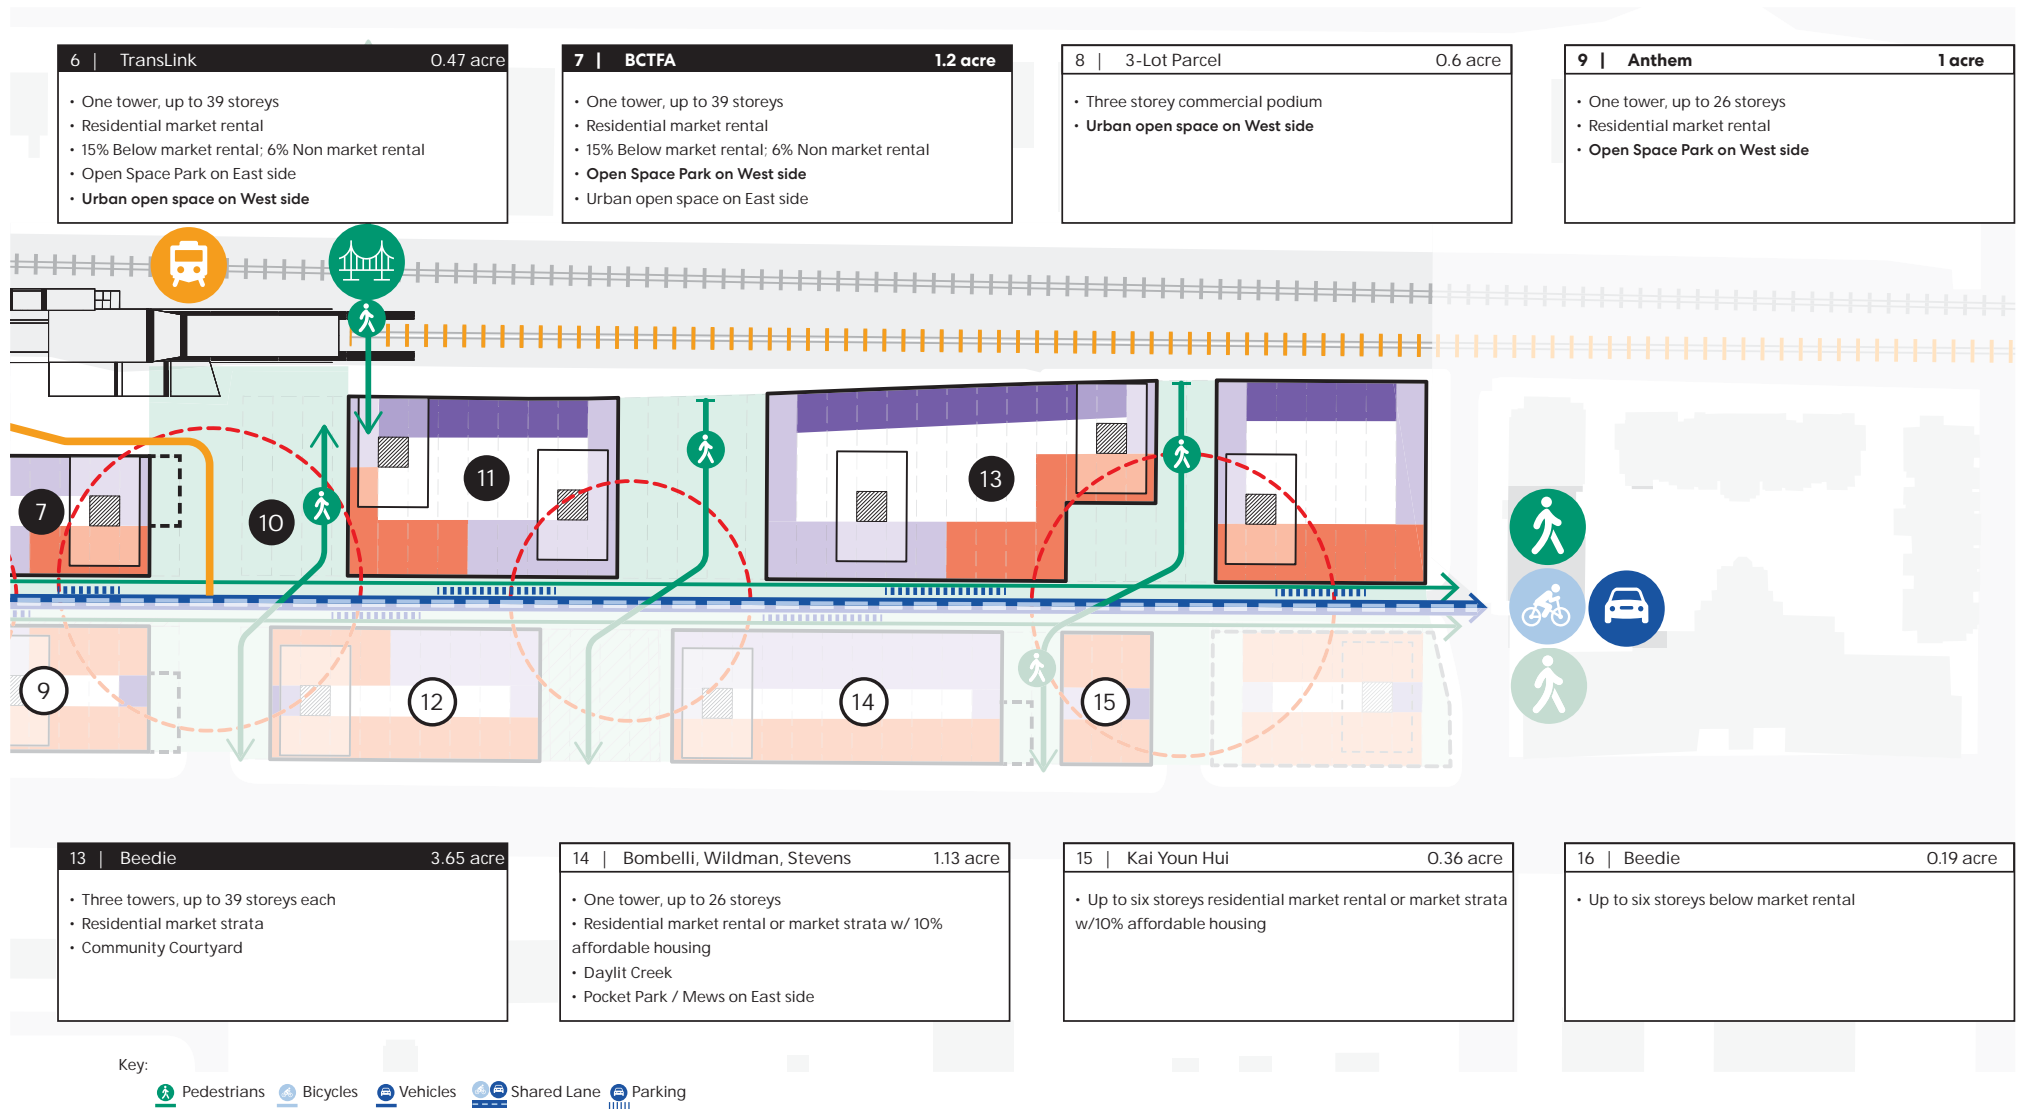 6 | TransLink 0.47 acre
• One tower, up to 39 storeys
• Residential market rental
• 15% Below market rental; 6% Non market rental
• Open Space Park on East side
• Urban open space on West side
7 | BCTFA 1.2 acre
• One tower, up to 39 storeys
• Residential market rental
• 15% Below market rental; 6% Non market rental
• Open Space Park on West side
• Urban open space on East side
8 | 3-Lot Parcel 0.6 acre
• Three storey commercial podium
• Urban open space on West side
9 | Anthem 1 acre
• One tower, up to 26 storeys
• Residential market rental
• Open Space Park on West side
7
10
11
13
9
12
14
15
13 | Beedie 3.65 acre
• Three towers, up to 39 storeys each
• Residential market strata
• Community Courtyard
14 | Bombelli, Wildman, Stevens 1.13 acre
• One tower, up to 26 storeys
• Residential market rental or market strata w/ 10%
affordable housing
• Daylit Creek
• Pocket Park / Mews on East side
15 | Kai Youn Hui 0.36 acre
• Up to six storeys residential market rental or market strata
w/10% affordable housing
16 | Beedie 0.19 acre
• Up to six storeys below market rental
Key:
Pedestrians Bicycles Vehicles Shared Lane Parking